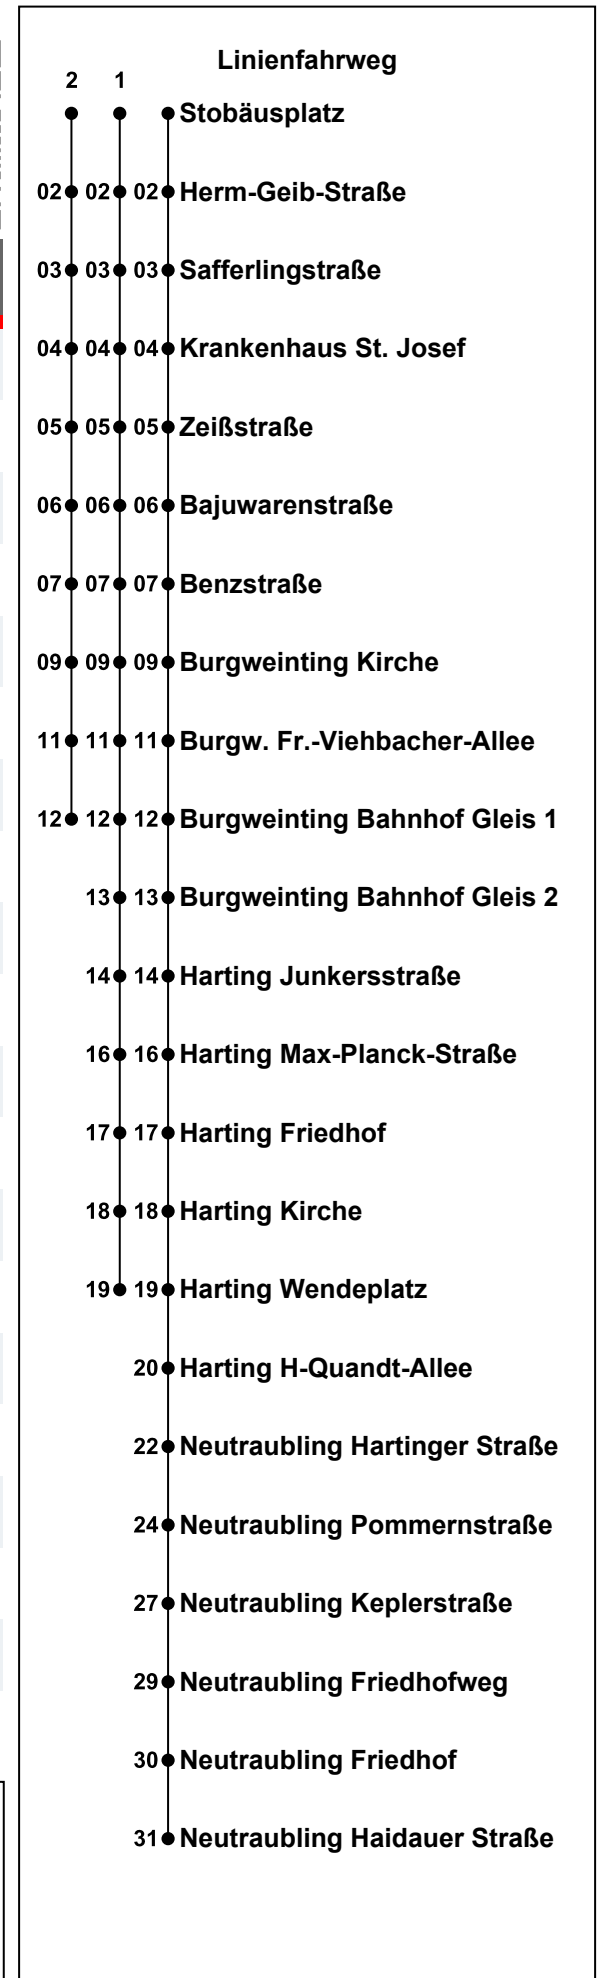 Linienfahrweg
2 1
Stobäusplatz
02 02 02 Herm-Geib-Straße
03 03 03 Safferlingstraße
04 04 04 Krankenhaus St. Josef
05 05 05 Zeißstraße
06 06 06 Bajuwarenstraße
07 07 07 Benzstraße
09 09 09 Burgweinting Kirche
11 11 11 Burgw. Fr.-Viehbacher-Allee
12 12 12 Burgweinting Bahnhof Gleis 1
13 13 Burgweinting Bahnhof Gleis 2
14 14 Harting Junkersstraße
16 16 Harting Max-Planck-Straße
17 17 Harting Friedhof
18 18 Harting Kirche
19 19 Harting Wendeplatz
20 Harting H-Quandt-Allee
22 Neutraubling Hartinger Straße
24 Neutraubling Pommernstraße
27 Neutraubling Keplerstraße
29 Neutraubling Friedhofweg
30 Neutraubling Friedhof
31 Neutraubling Haidauer Straße